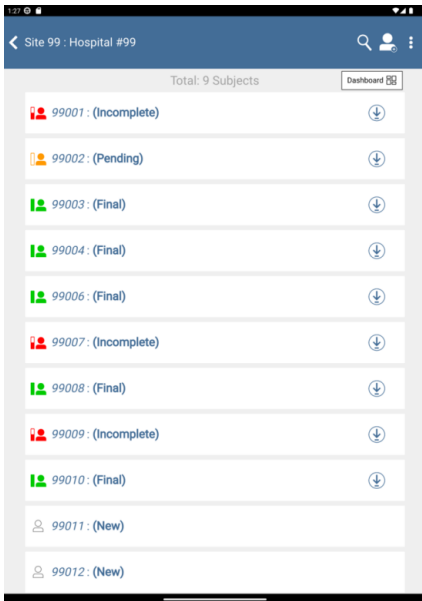 1:27
Site 99 : Hospital #99
Total: 9 Subjects
Dashboard
99001 : (Incomplete)
99002 : (Pending)
99003 : (Final)
99004 : (Final)
99006 : (Final)
99007 : (Incomplete)
99008 : (Final)
99009 : (Incomplete)
99010 : (Final)
99011 : (New)
99012 : (New)